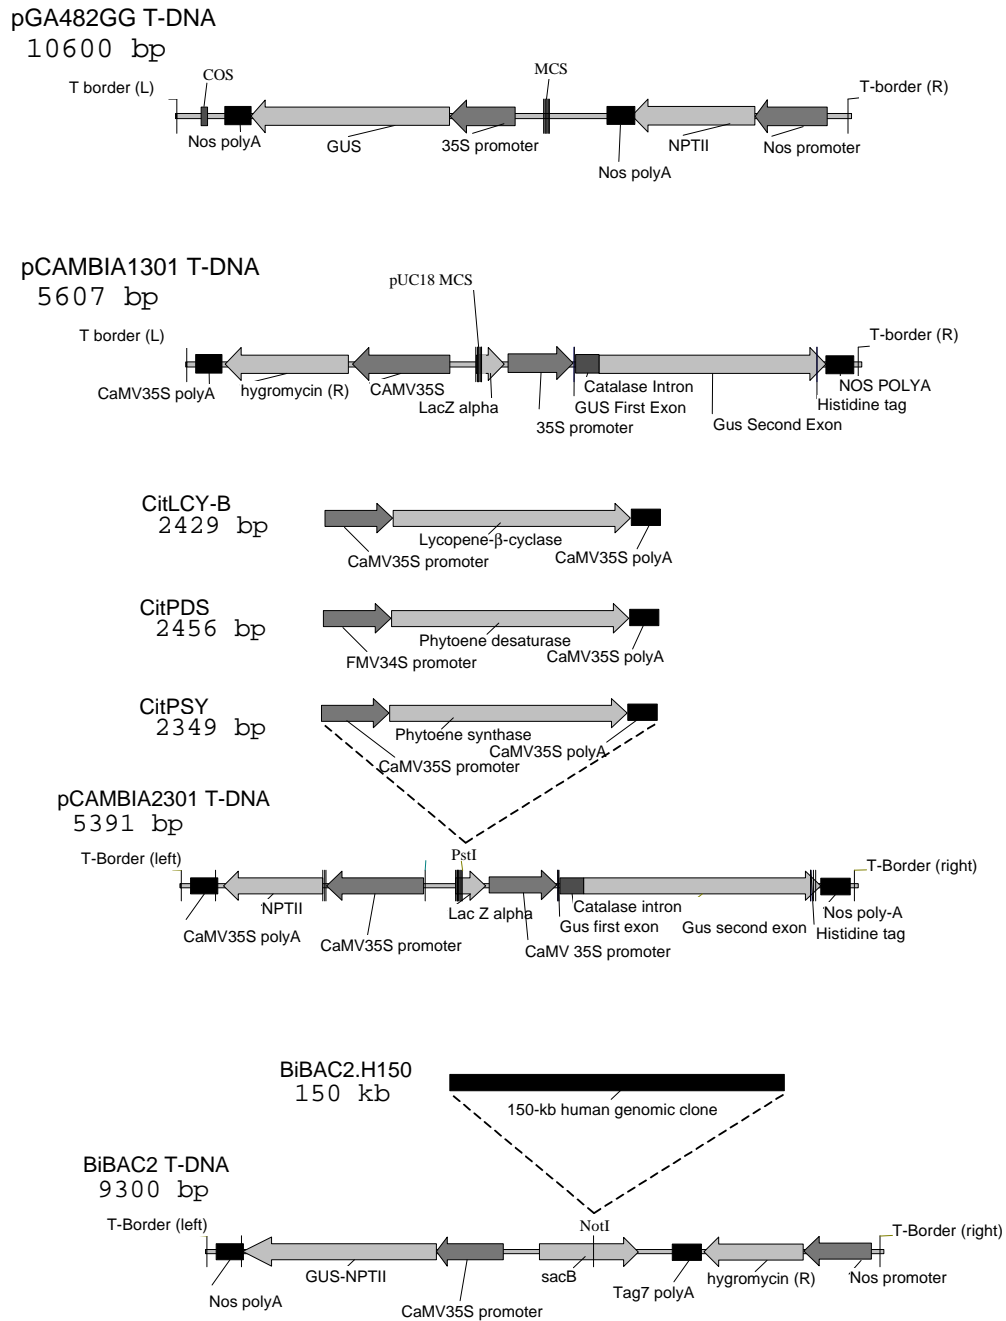 pGA482GG T-DNA
10600 bp
T border (L)
COS
MCS
T-border (R)
Nos polyA
GUS
35S promoter
Nos polyA
NPTII
Nos promoter
pCAMBIA1301 T-DNA
5607 bp
pUC18 MCS
T border (L)
T-border (R)
CaMV35S polyA
hygromycin (R)
CAMV35S
LacZ alpha
35S promoter
Catalase Intron
GUS First Exon
Gus Second Exon
NOS POLYA
Histidine tag
CitLCY-B
2429 bp
Lycopene-β-cyclase
CaMV35S promoter
CaMV35S polyA
CitPDS
2456 bp
Phytoene desaturase
FMV34S promoter
CaMV35S polyA
CitPSY
2349 bp
Phytoene synthase
CaMV35S polyA
CaMV35S promoter
pCAMBIA2301 T-DNA
5391 bp
T-Border (left)
PstI
T-Border (right)
NPTII
CaMV35S polyA
CaMV35S promoter
Lac Z alpha
CaMV 35S promoter
Catalase intron
Gus first exon
Gus second exon
Nos poly-A
Histidine tag
BiBAC2.H150
150 kb
150-kb human genomic clone
BiBAC2 T-DNA
9300 bp
T-Border (left)
NotI
T-Border (right)
Nos polyA
GUS-NPTII
CaMV35S promoter
sacB
Tag7 polyA
hygromycin (R)
Nos promoter